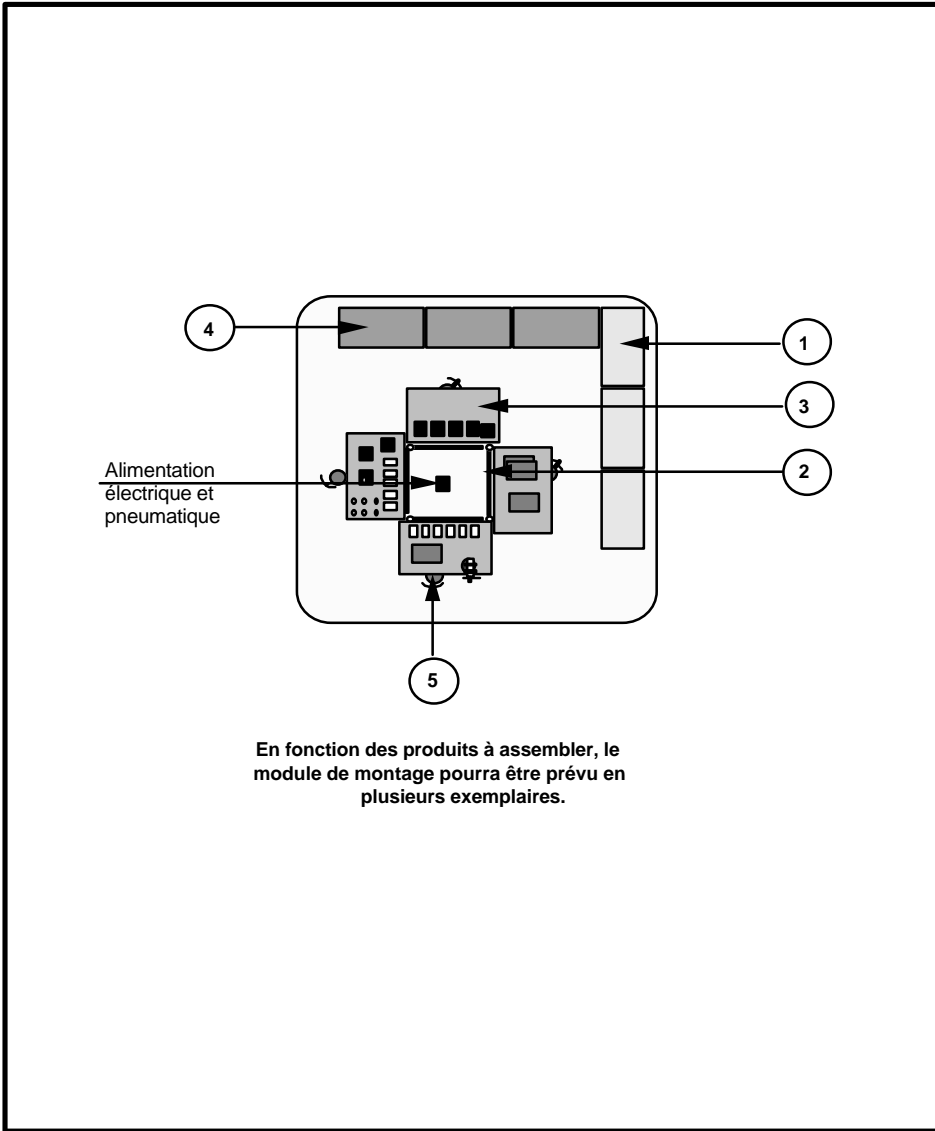 4
1
3
2
Alimentation
électrique et
pneumatique
5
En fonction des produits à assembler, le
module de montage pourra être prévu en
plusieurs exemplaires.